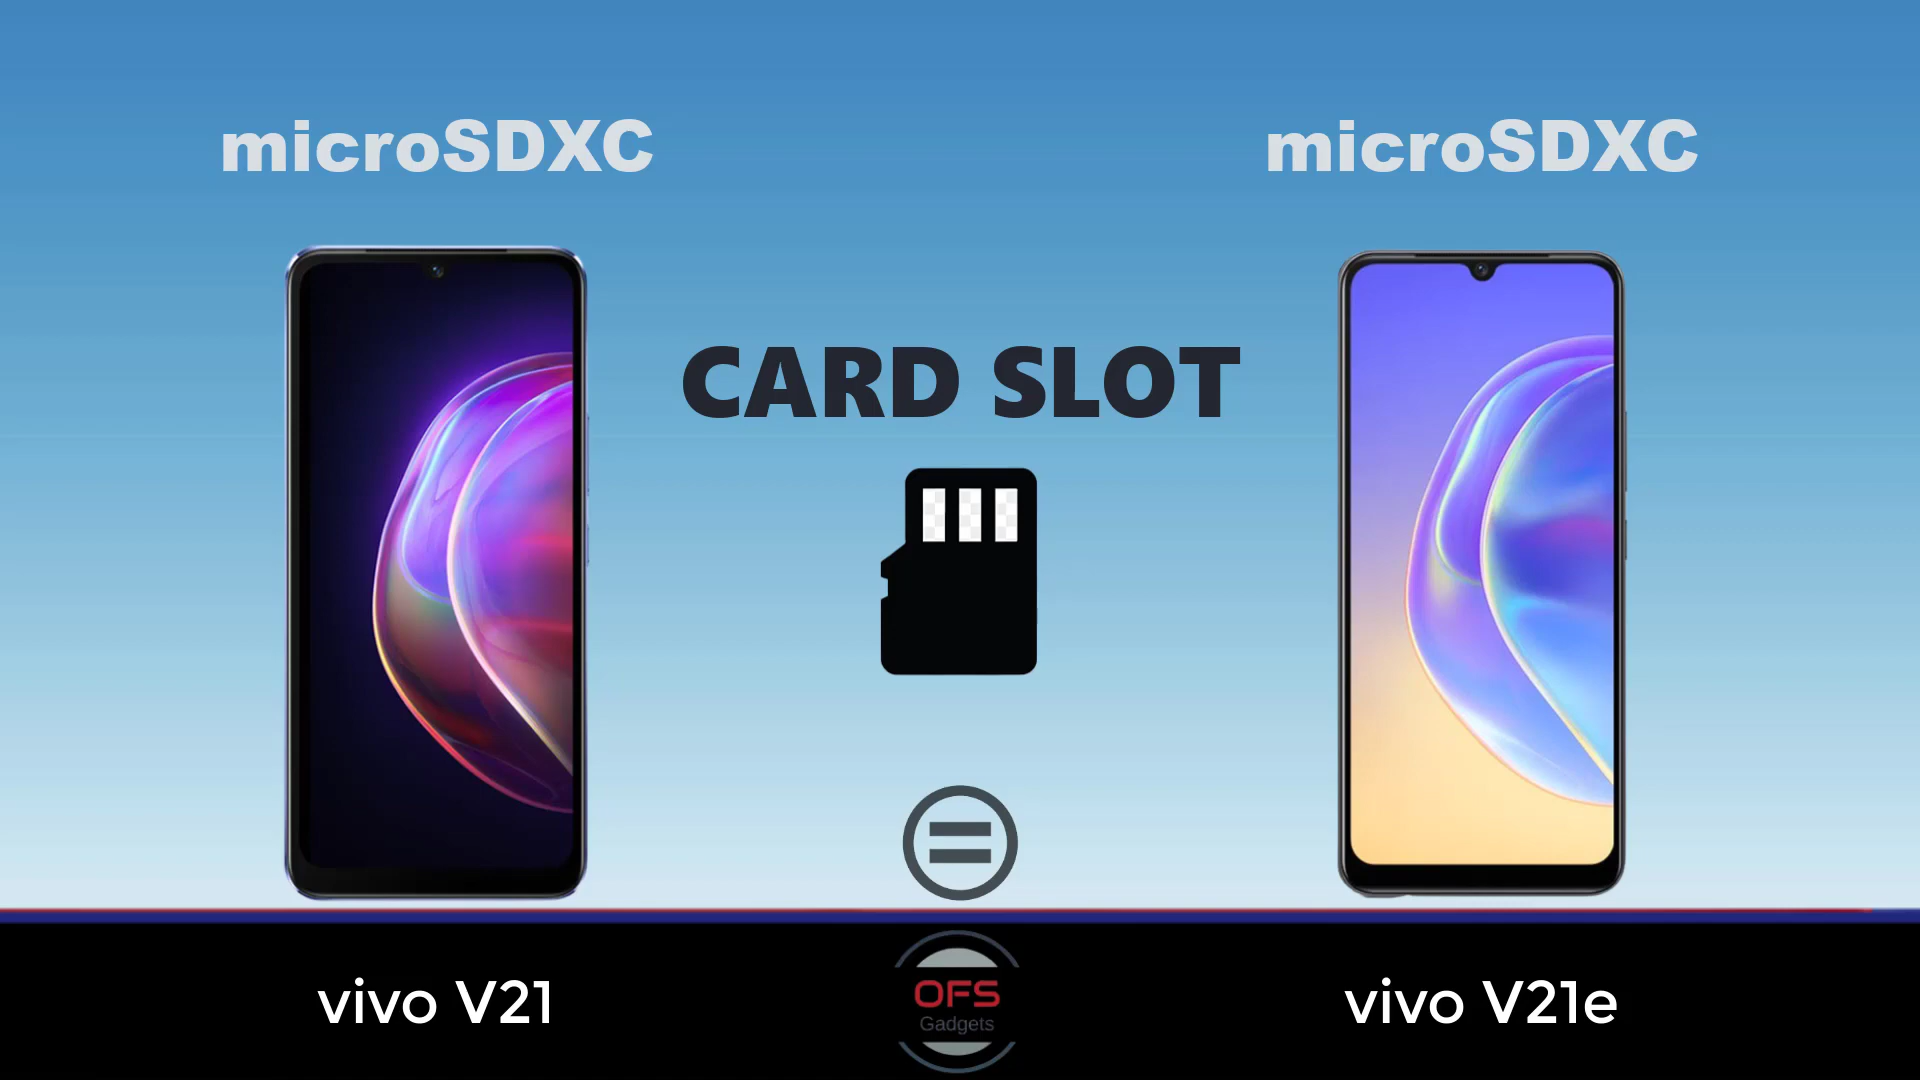 microSDXC
microSDXC
CARD SLOT
vivo V21
OFS
Gadgets
vivo V21e